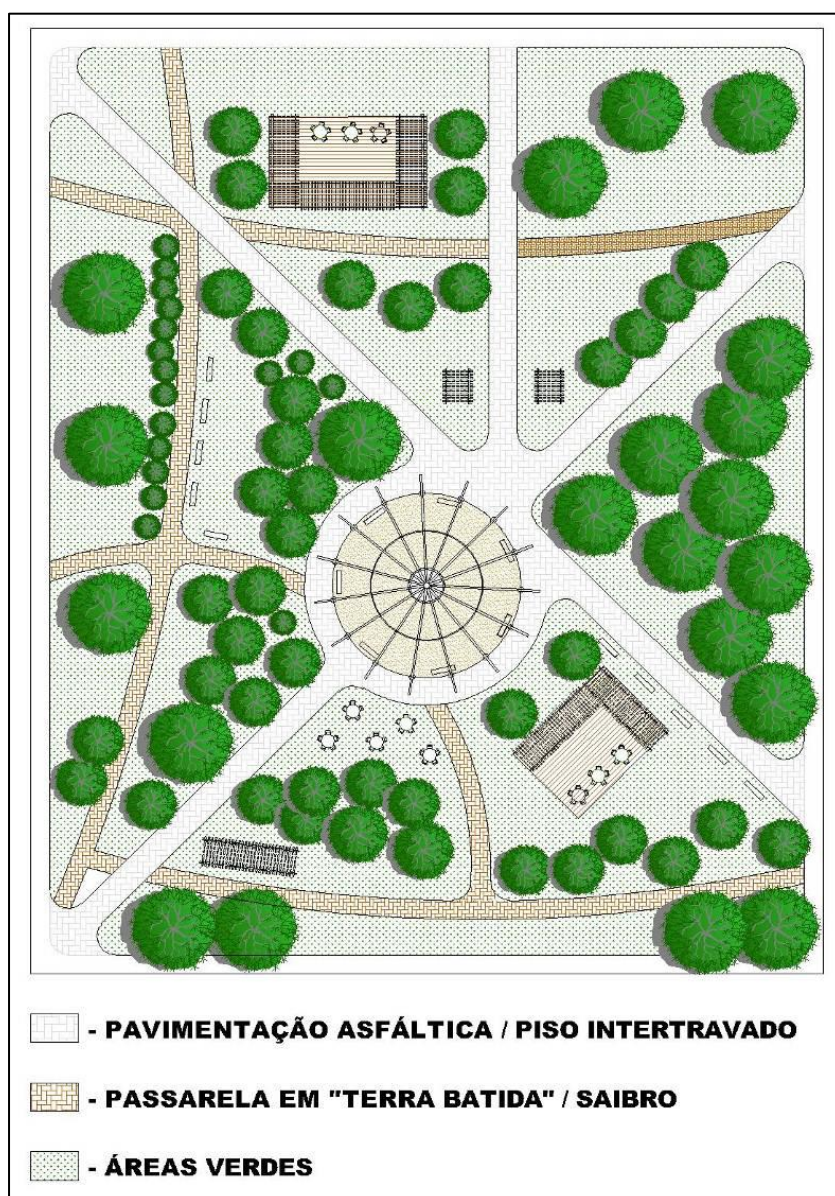 - PAVIMENTAÇÃO ASFÁLTICA / PISO INTERTRAVADO
- PASSARELA EM "TERRA BATIDA" / SAIBRO
- ÁREAS VERDES